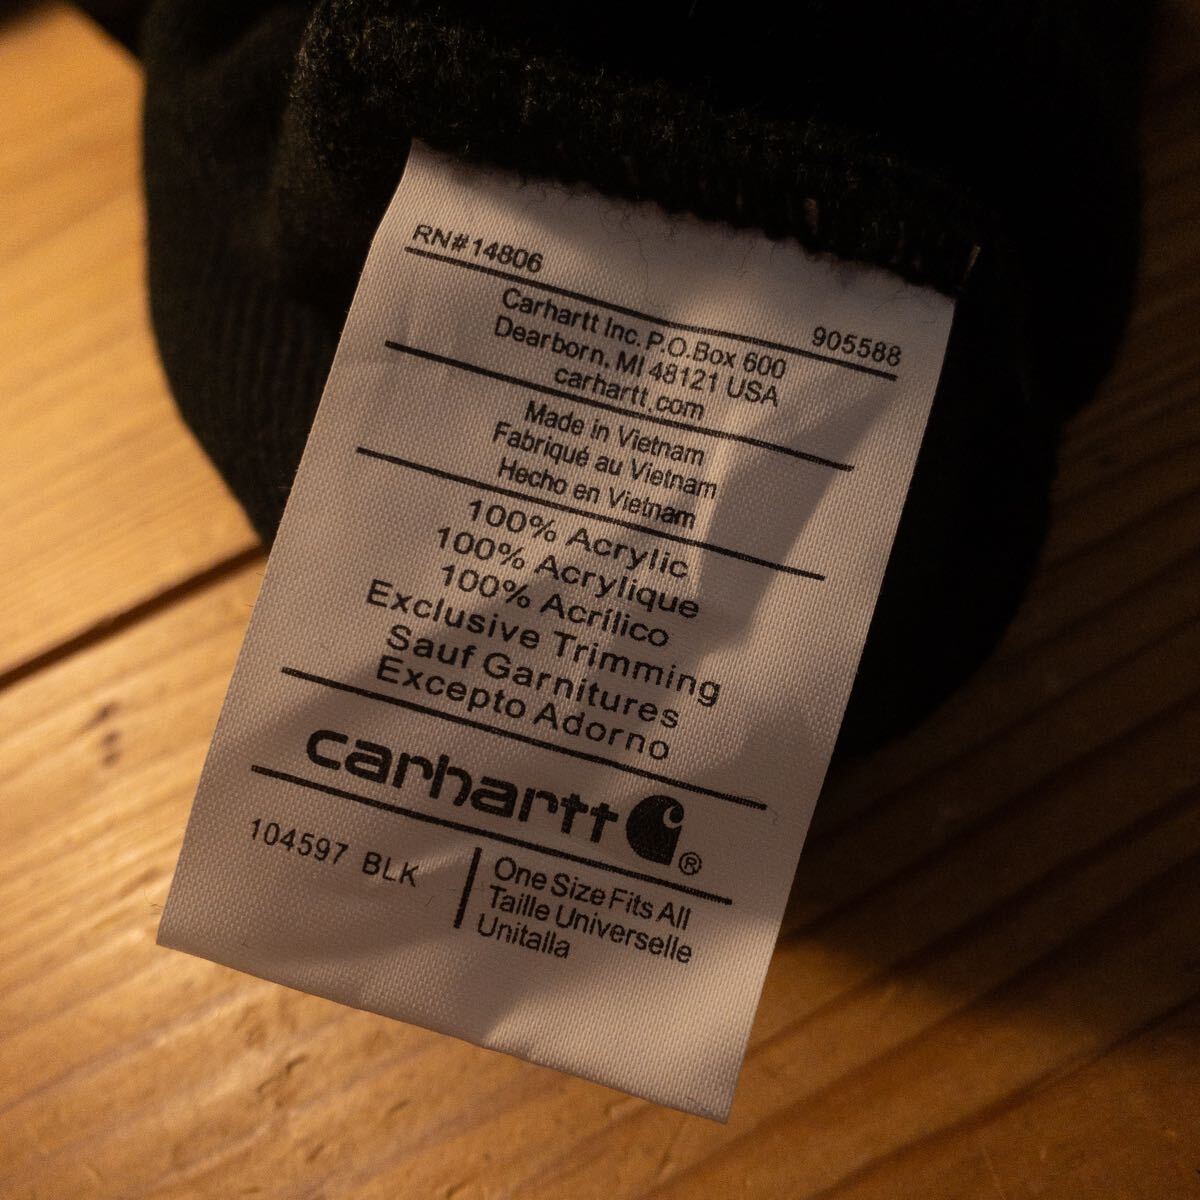 RN#14806
905588
Carhartt Inc. P.O.Box 600
Dearborn, MI 48121 USA
carhartt.com
Made in Vietnam
Fabriqué au Vietnam
Hecho en Vietnam
100% Acrylic
100% Acrylique
100% Acrílico
Exclusive Trimming
Sauf Garnitures
Excepto Adorno
carhartt ®
104597 BLK
One Size Fits All
Taille Universelle
Unitalla